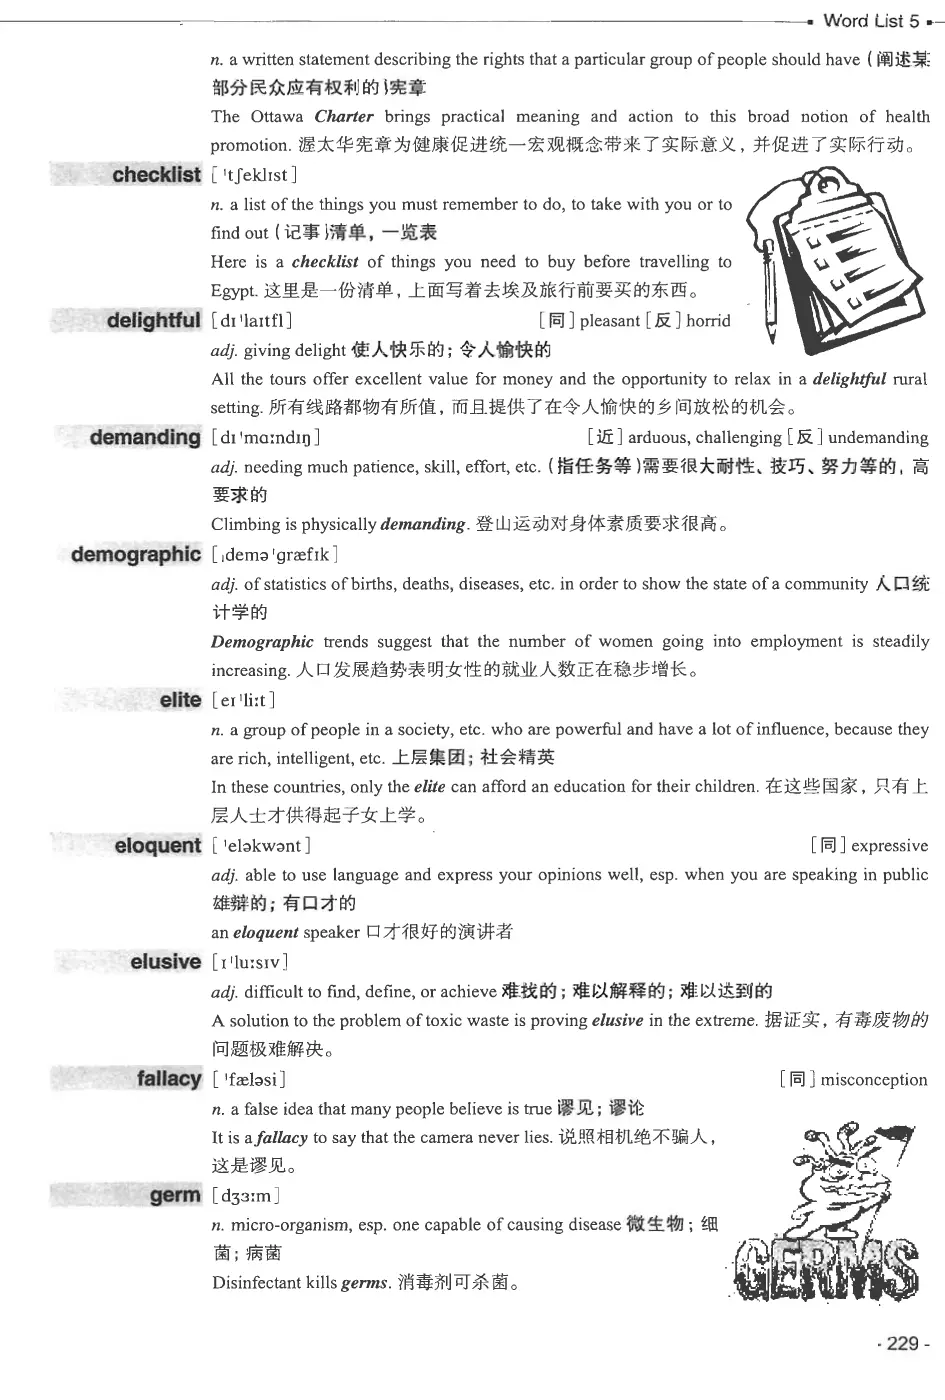 Word List 5
n. a written statement describing the rights that a particular group of people should have (阐述某
部分民众应有权利的)宪章
The Ottawa Charter brings practical meaning and action to this broad notion of health
promotion. 渥太华宪章为健康促进统一宏观概念带来了实际意义，并促进了实际行动。
checklist [ˈtʃeklɪst]
n. a list of the things you must remember to do, to take with you or to
find out (记事)清单，一览表
Here is a checklist of things you need to buy before travelling to
Egypt. 这里是一份清单，上面写着去埃及旅行前要买的东西。
delightful [dɪˈlaɪtfl] [同] pleasant [反] horrid
adj. giving delight 使人快乐的；令人愉快的
All the tours offer excellent value for money and the opportunity to relax in a delightful rural
setting. 所有线路都物有所值，而且提供了在令人愉快的乡间放松的机会。
demanding [dɪˈmɑːndɪŋ] [近] arduous, challenging [反] undemanding
adj. needing much patience, skill, effort, etc. (指任务等)需要很大耐性、技巧、努力等的，高
要求的
Climbing is physically demanding. 登山运动对身体素质要求很高。
demographic [ˌdeməˈɡræfɪk]
adj. of statistics of births, deaths, diseases, etc. in order to show the state of a community 人口统
计学的
Demographic trends suggest that the number of women going into employment is steadily
increasing. 人口发展趋势表明女性的就业人数正在稳步增长。
elite [eɪˈliːt]
n. a group of people in a society, etc. who are powerful and have a lot of influence, because they
are rich, intelligent, etc. 上层集团；社会精英
In these countries, only the elite can afford an education for their children. 在这些国家，只有上
层人士才供得起子女上学。
eloquent [ˈeləkwənt] [同] expressive
adj. able to use language and express your opinions well, esp. when you are speaking in public
雄辩的；有口才的
an eloquent speaker 口才很好的演讲者
elusive [ɪˈluːsɪv]
adj. difficult to find, define, or achieve 难找的；难以解释的；难以达到的
A solution to the problem of toxic waste is proving elusive in the extreme. 据证实，有毒废物的
问题极难解决。
fallacy [ˈfæləsi] [同] misconception
n. a false idea that many people believe is true 谬见；谬论
It is a fallacy to say that the camera never lies. 说照相机绝不骗人，
这是谬见。
germ [dʒɜːm]
n. micro-organism, esp. one capable of causing disease 微生物；细
菌；病菌
Disinfectant kills germs. 消毒剂可杀菌。
GERMS
- 229 -